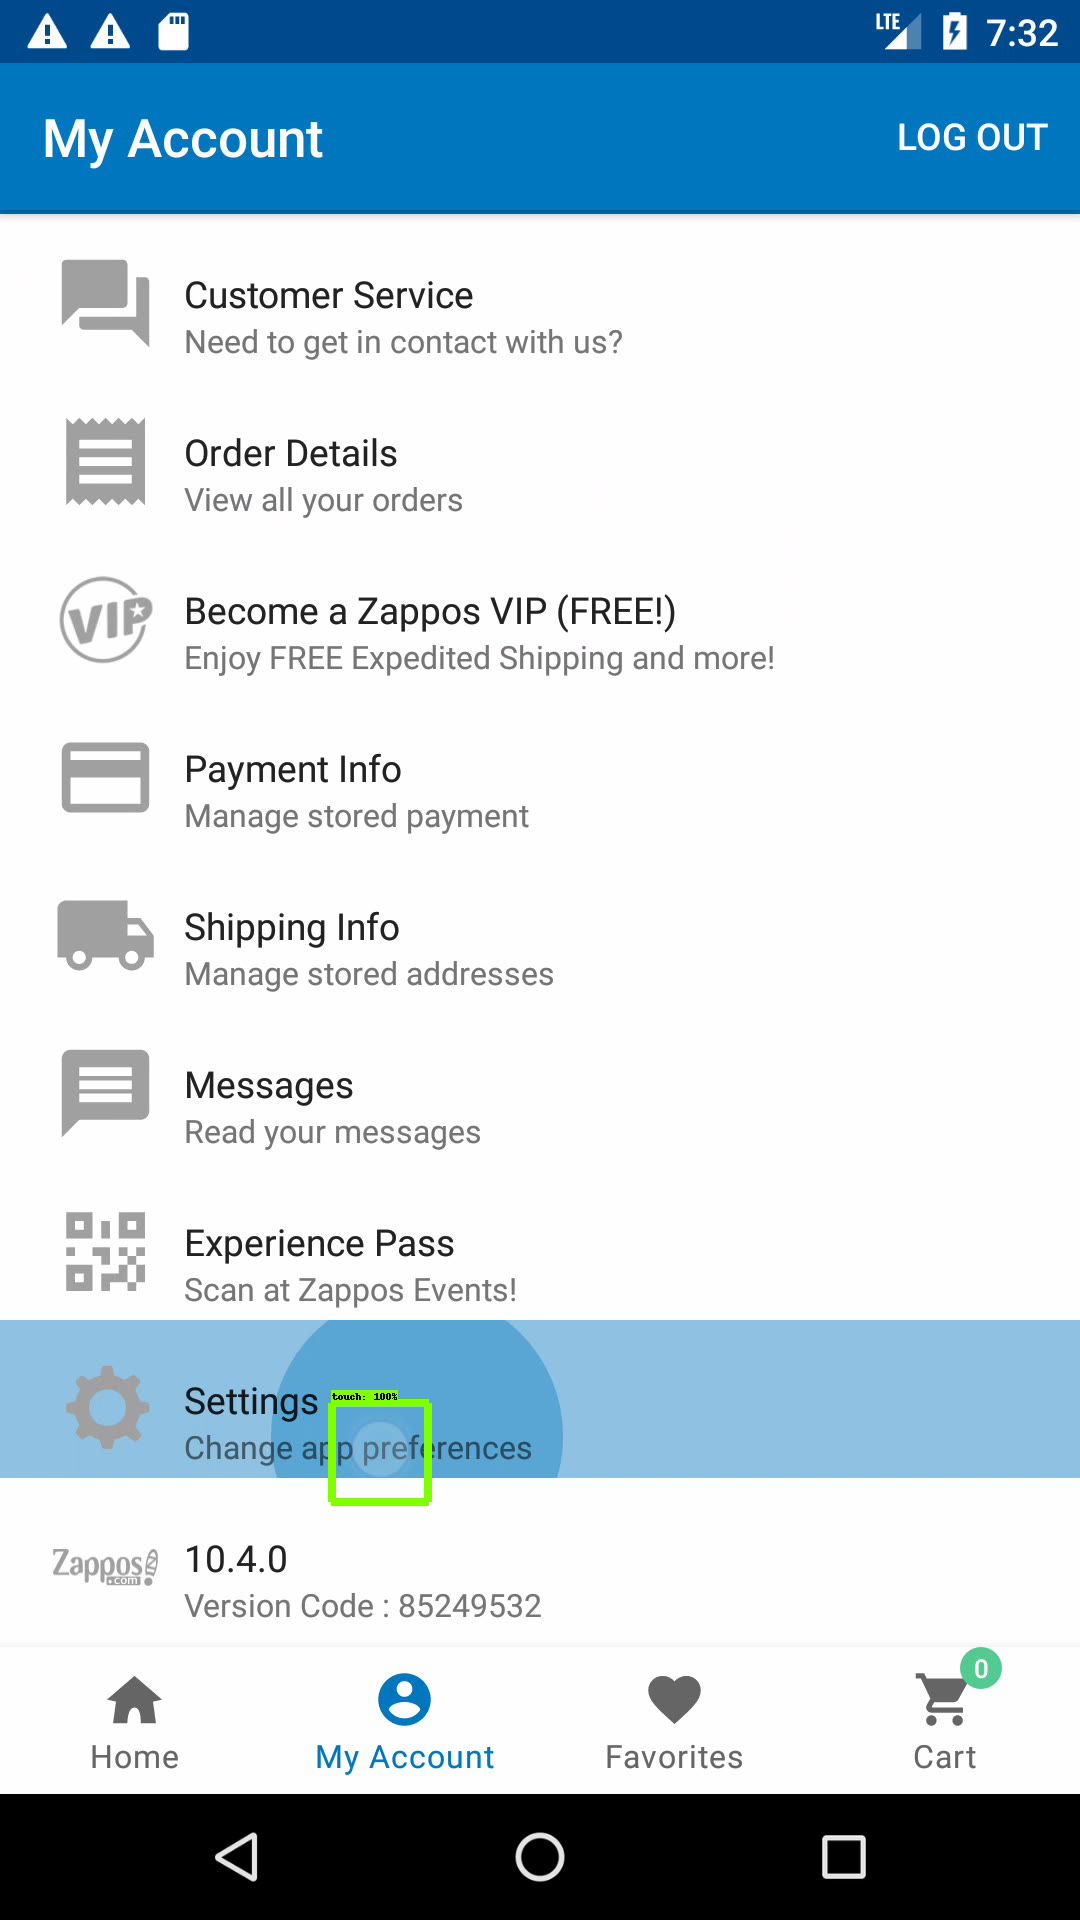 LTE 7:32
My Account LOG OUT
Customer Service
Need to get in contact with us?
Order Details
View all your orders
VIP
Become a Zappos VIP (FREE!)
Enjoy FREE Expedited Shipping and more!
Payment Info
Manage stored payment
Shipping Info
Manage stored addresses
Messages
Read your messages
Experience Pass
Scan at Zappos Events!
Settings
touch: 100%
Change app preferences
Zappos
.com
10.4.0
Version Code : 85249532
0
Home My Account Favorites Cart